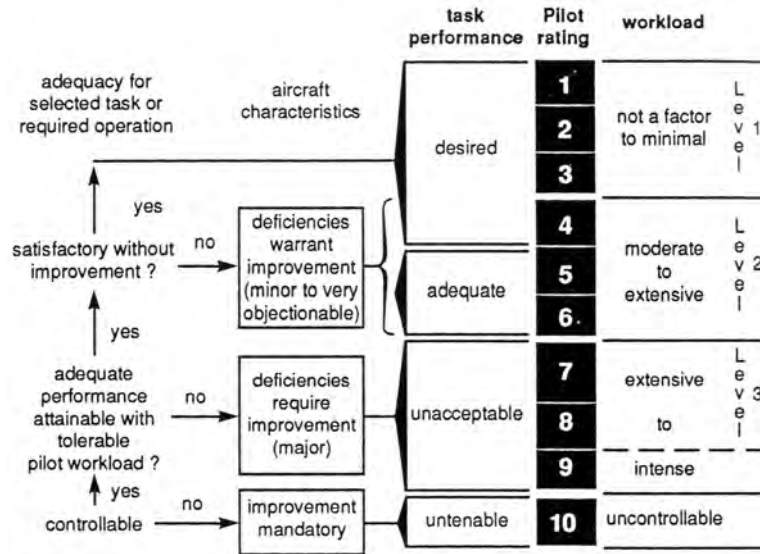 task performance
Pilot rating
workload
adequacy for
selected task or
required operation
aircraft
characteristics
desired
1
2
3
not a factor
to minimal
Level 1
yes
satisfactory without
improvement ?
no
deficiencies
warrant
improvement
(minor to very
objectionable)
adequate
4
5
6
moderate
to
extensive
Level 2
yes
adequate
performance
attainable with
tolerable
pilot workload ?
no
deficiencies
require
improvement
(major)
unacceptable
7
8
9
extensive
to
intense
Level 3
yes
controllable
no
improvement
mandatory
untenable
10
uncontrollable